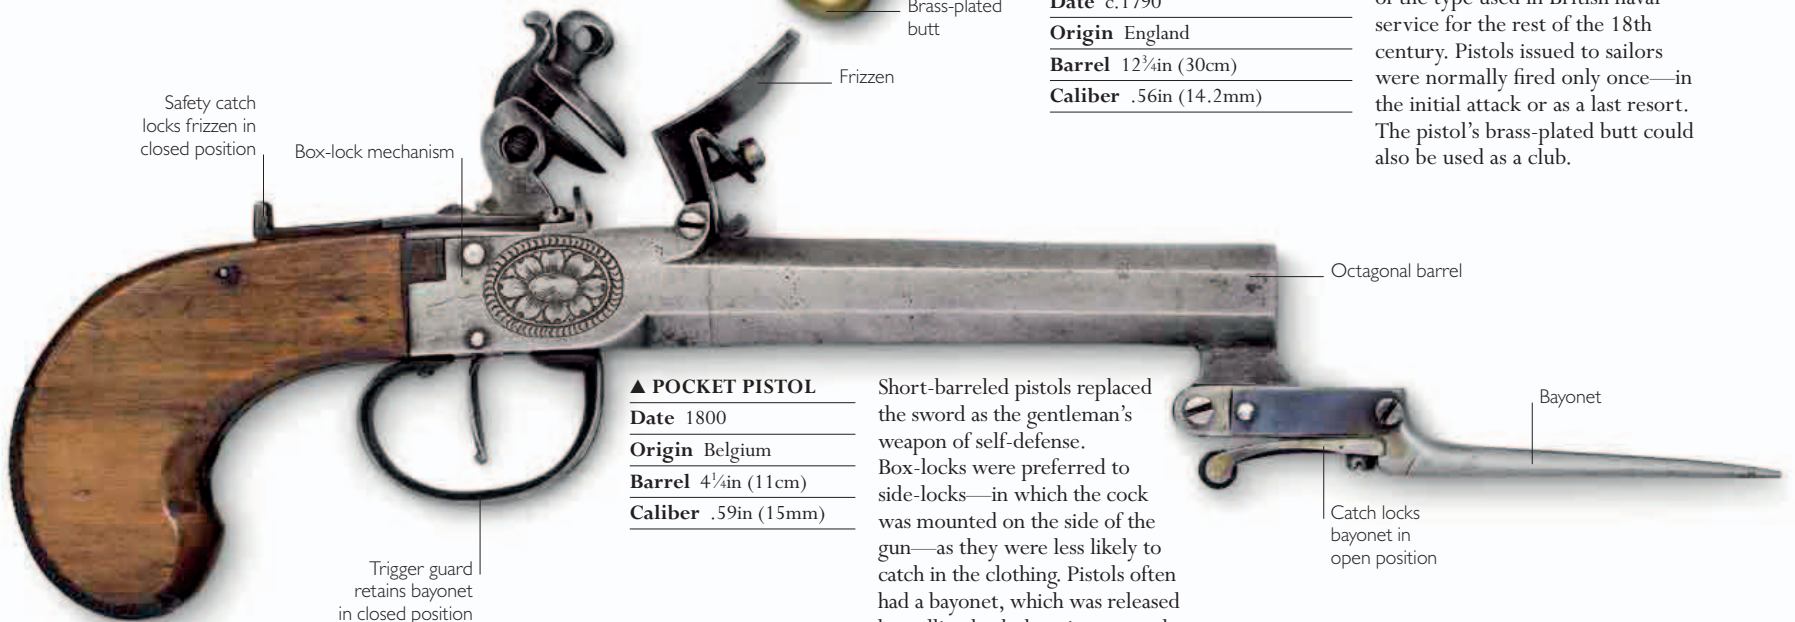 Brass-plated
butt
Date c.1790
Origin England
Barrel 12¾in (30cm)
Caliber .56in (14.2mm)
of the type used in British naval
service for the rest of the 18th
century. Pistols issued to sailors
were normally fired only once—in
the initial attack or as a last resort.
The pistol’s brass-plated butt could
also be used as a club.
Frizzen
Safety catch
locks frizzen in
closed position
Box-lock mechanism
Octagonal barrel
▲ POCKET PISTOL
Date 1800
Origin Belgium
Barrel 4¼in (11cm)
Caliber .59in (15mm)
Short-barreled pistols replaced
the sword as the gentleman’s
weapon of self-defense.
Box-locks were preferred to
side-locks—in which the cock
was mounted on the side of the
gun—as they were less likely to
catch in the clothing. Pistols often
had a bayonet, which was released
Bayonet
Catch locks
bayonet in
open position
Trigger guard
retains bayonet
in closed position